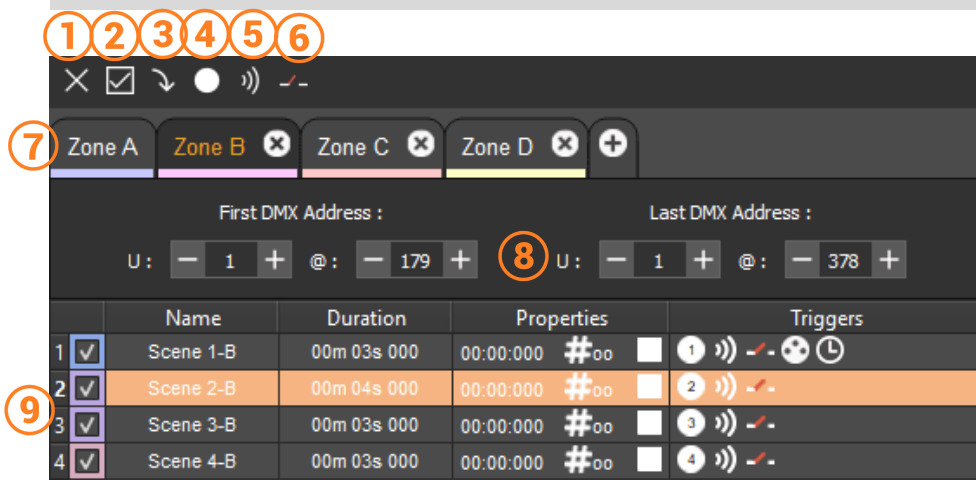 1 2 3 4 5 6
7 Zone A Zone B Zone C Zone D
First DMX Address : Last DMX Address :
U : 1 @ : 179 8 U : 1 @ : 378
Name Duration Properties Triggers
1 Scene 1-B 00m 03s 000 00:00:000 #oo 1
2 Scene 2-B 00m 04s 000 00:00:000 #oo 2
9
3 Scene 3-B 00m 03s 000 00:00:000 #oo 3
4 Scene 4-B 00m 03s 000 00:00:000 #oo 4